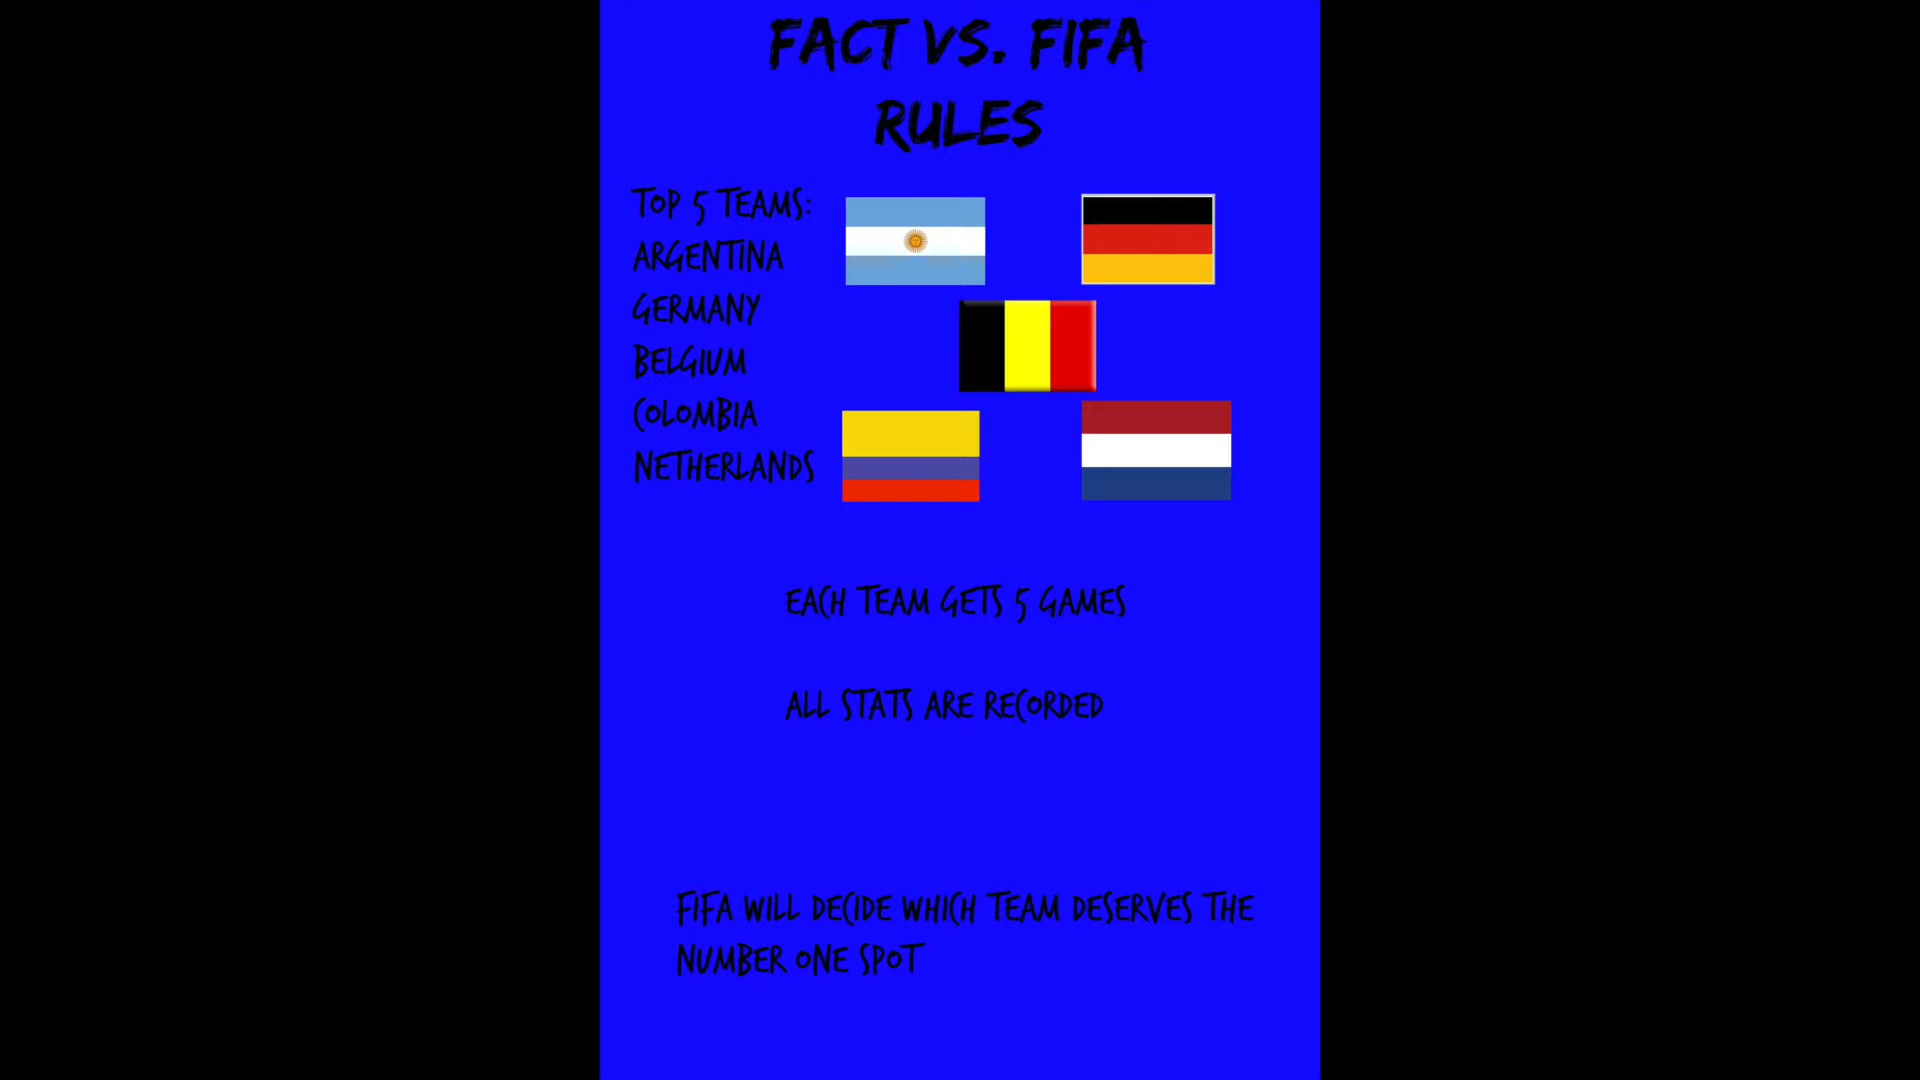 FACT VS. FIFA
RULES
TOP 5 TEAMS:
ARGENTINA
GERMANY
BELGIUM
COLOMBIA
NETHERLANDS
EACH TEAM GETS 5 GAMES
ALL STATS ARE RECORDED
FIFA WILL DECIDE WHICH TEAM DESERVES THE
NUMBER ONE SPOT